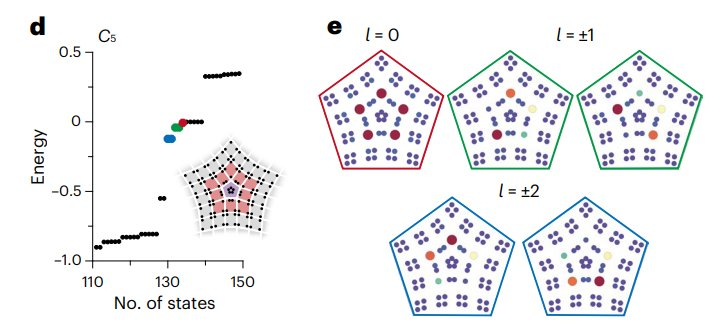 d
C5
0.5
0
−0.5
−1.0
Energy
110
130
150
No. of states
e
l = 0
l = ±1
l = ±2